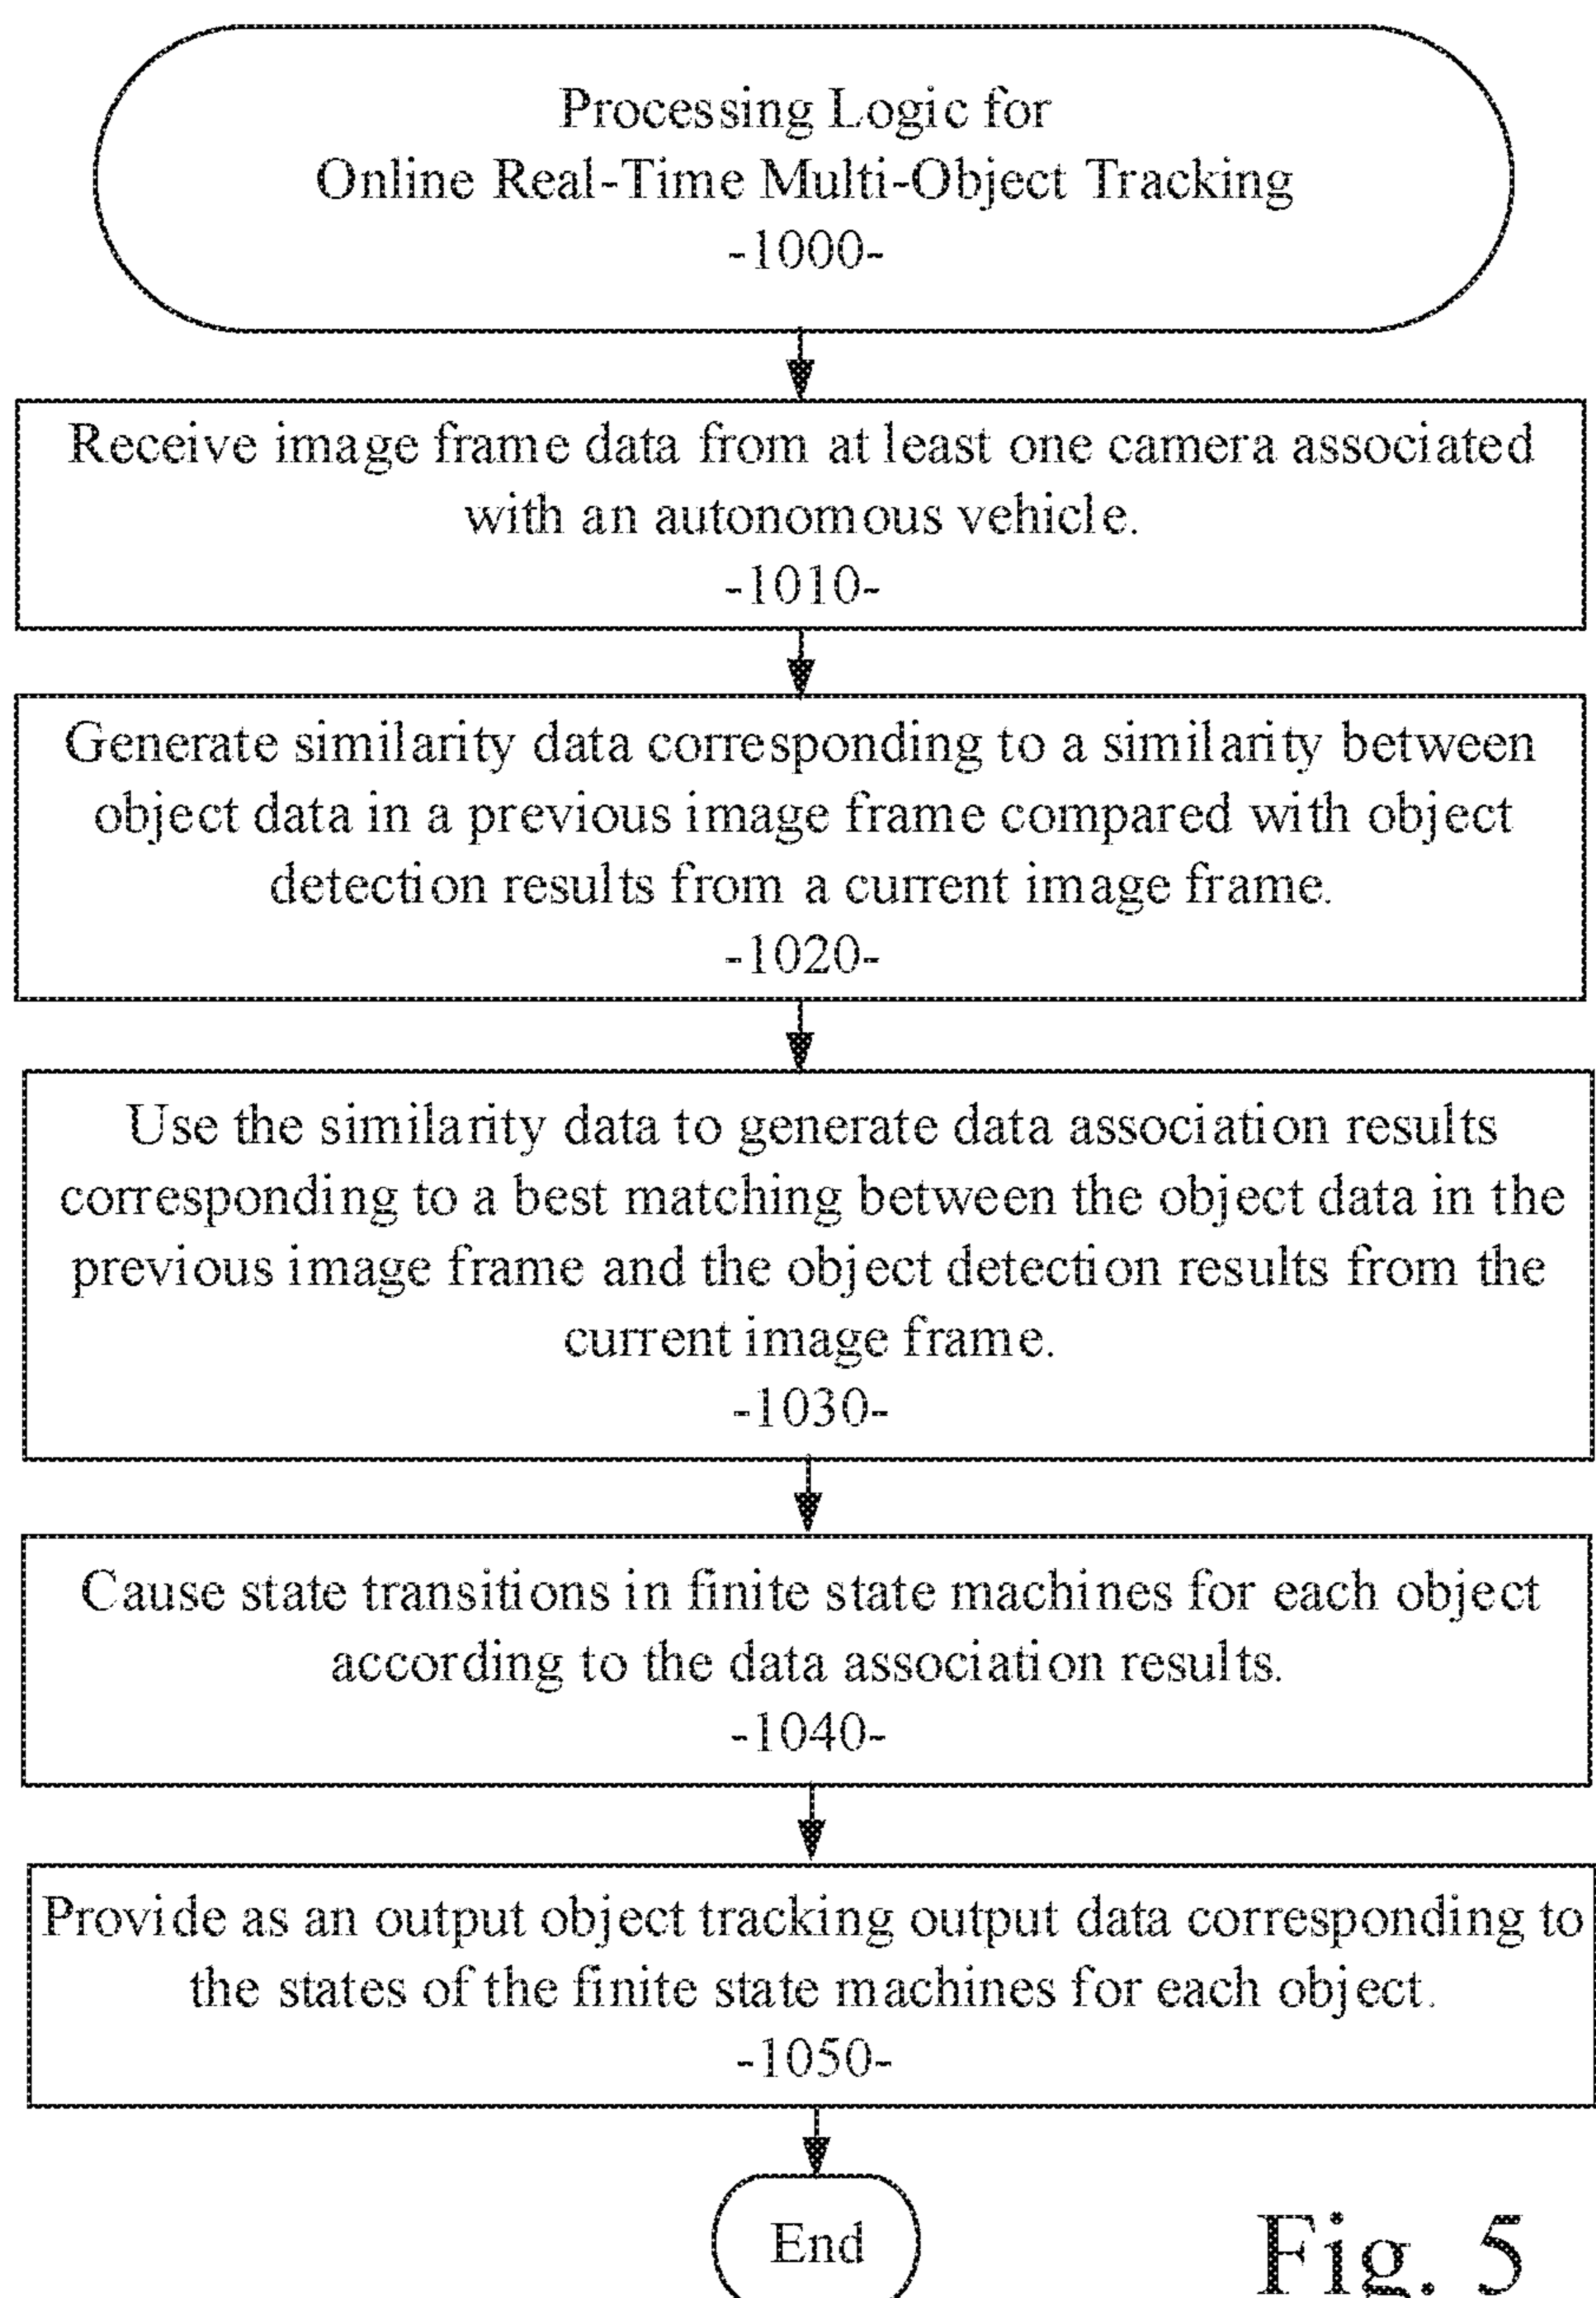 Processing Logic for
Online Real-Time Multi-Object Tracking
-1000-
Receive image frame data from at least one camera associated
with an autonomous vehicle.
-1010-
Generate similarity data corresponding to a similarity between
object data in a previous image frame compared with object
detection results from a current image frame.
-1020-
Use the similarity data to generate data association results
corresponding to a best matching between the object data in the
previous image frame and the object detection results from the
current image frame.
-1030-
Cause state transitions in finite state machines for each object
according to the data association results.
-1040-
Provide as an output object tracking output data corresponding to
the states of the finite state machines for each object.
-1050-
End
Fig. 5